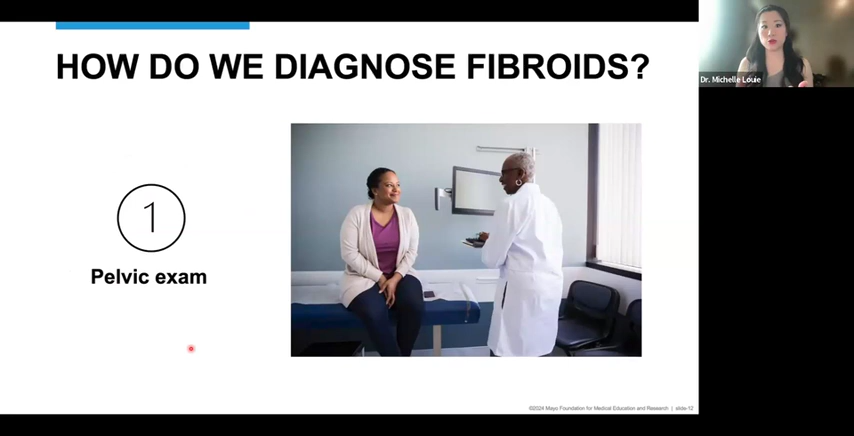 HOW DO WE DIAGNOSE FIBROIDS?
1
Pelvic exam
©2024 Mayo Foundation for Medical Education and Research | slide-12
Dr. Michelle Louie